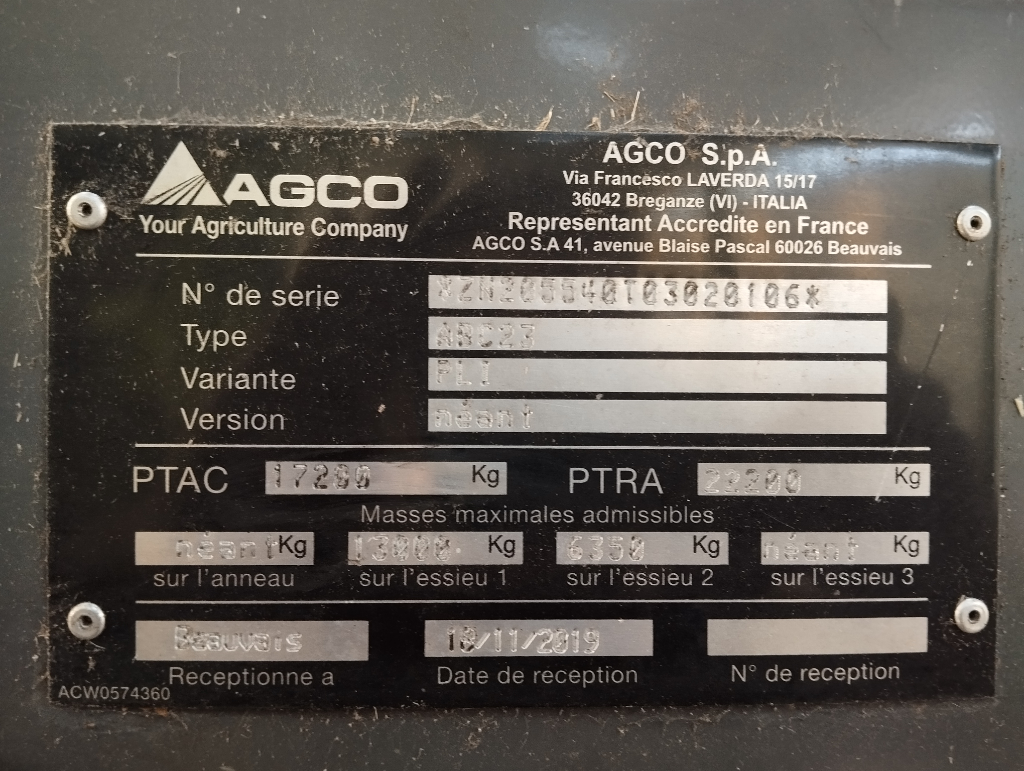 AGCO
Your Agriculture Company
AGCO S.p.A.
Via Francesco LAVERDA 15/17
36042 Breganze (VI) - ITALIA
Representant Accredite en France
AGCO S.A 41, avenue Blaise Pascal 60026 Beauvais
N° de serie
Type
Variante FLI
Version néant
PTAC 17200 Kg PTRA 22200 Kg
Masses maximales admissibles
néant Kg 13000 Kg 6350 Kg néant Kg
sur l'anneau sur l'essieu 1 sur l'essieu 2 sur l'essieu 3
Beauvais 10/11/2019
Receptionne a Date de reception N° de reception
ACW0574360